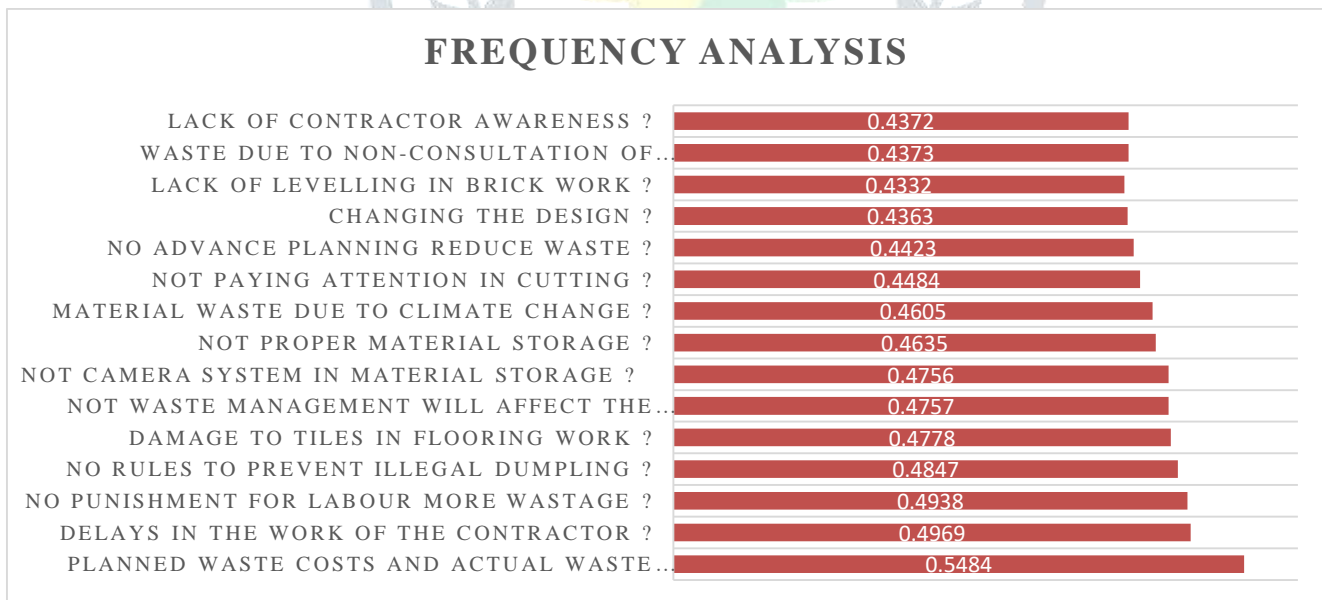 FREQUENCY ANALYSIS
LACK OF CONTRACTOR AWARENESS ? 0.4372
WASTE DUE TO NON-CONSULTATION OF... 0.4373
LACK OF LEVELLING IN BRICK WORK ? 0.4332
CHANGING THE DESIGN ? 0.4363
NO ADVANCE PLANNING REDUCE WASTE ? 0.4423
NOT PAYING ATTENTION IN CUTTING ? 0.4484
MATERIAL WASTE DUE TO CLIMATE CHANGE ? 0.4605
NOT PROPER MATERIAL STORAGE ? 0.4635
NOT CAMERA SYSTEM IN MATERIAL STORAGE ? 0.4756
NOT WASTE MANAGEMENT WILL AFFECT THE... 0.4757
DAMAGE TO TILES IN FLOORING WORK ? 0.4778
NO RULES TO PREVENT ILLEGAL DUMPLING ? 0.4847
NO PUNISHMENT FOR LABOUR MORE WASTAGE ? 0.4938
DELAYS IN THE WORK OF THE CONTRACTOR ? 0.4969
PLANNED WASTE COSTS AND ACTUAL WASTE... 0.5484